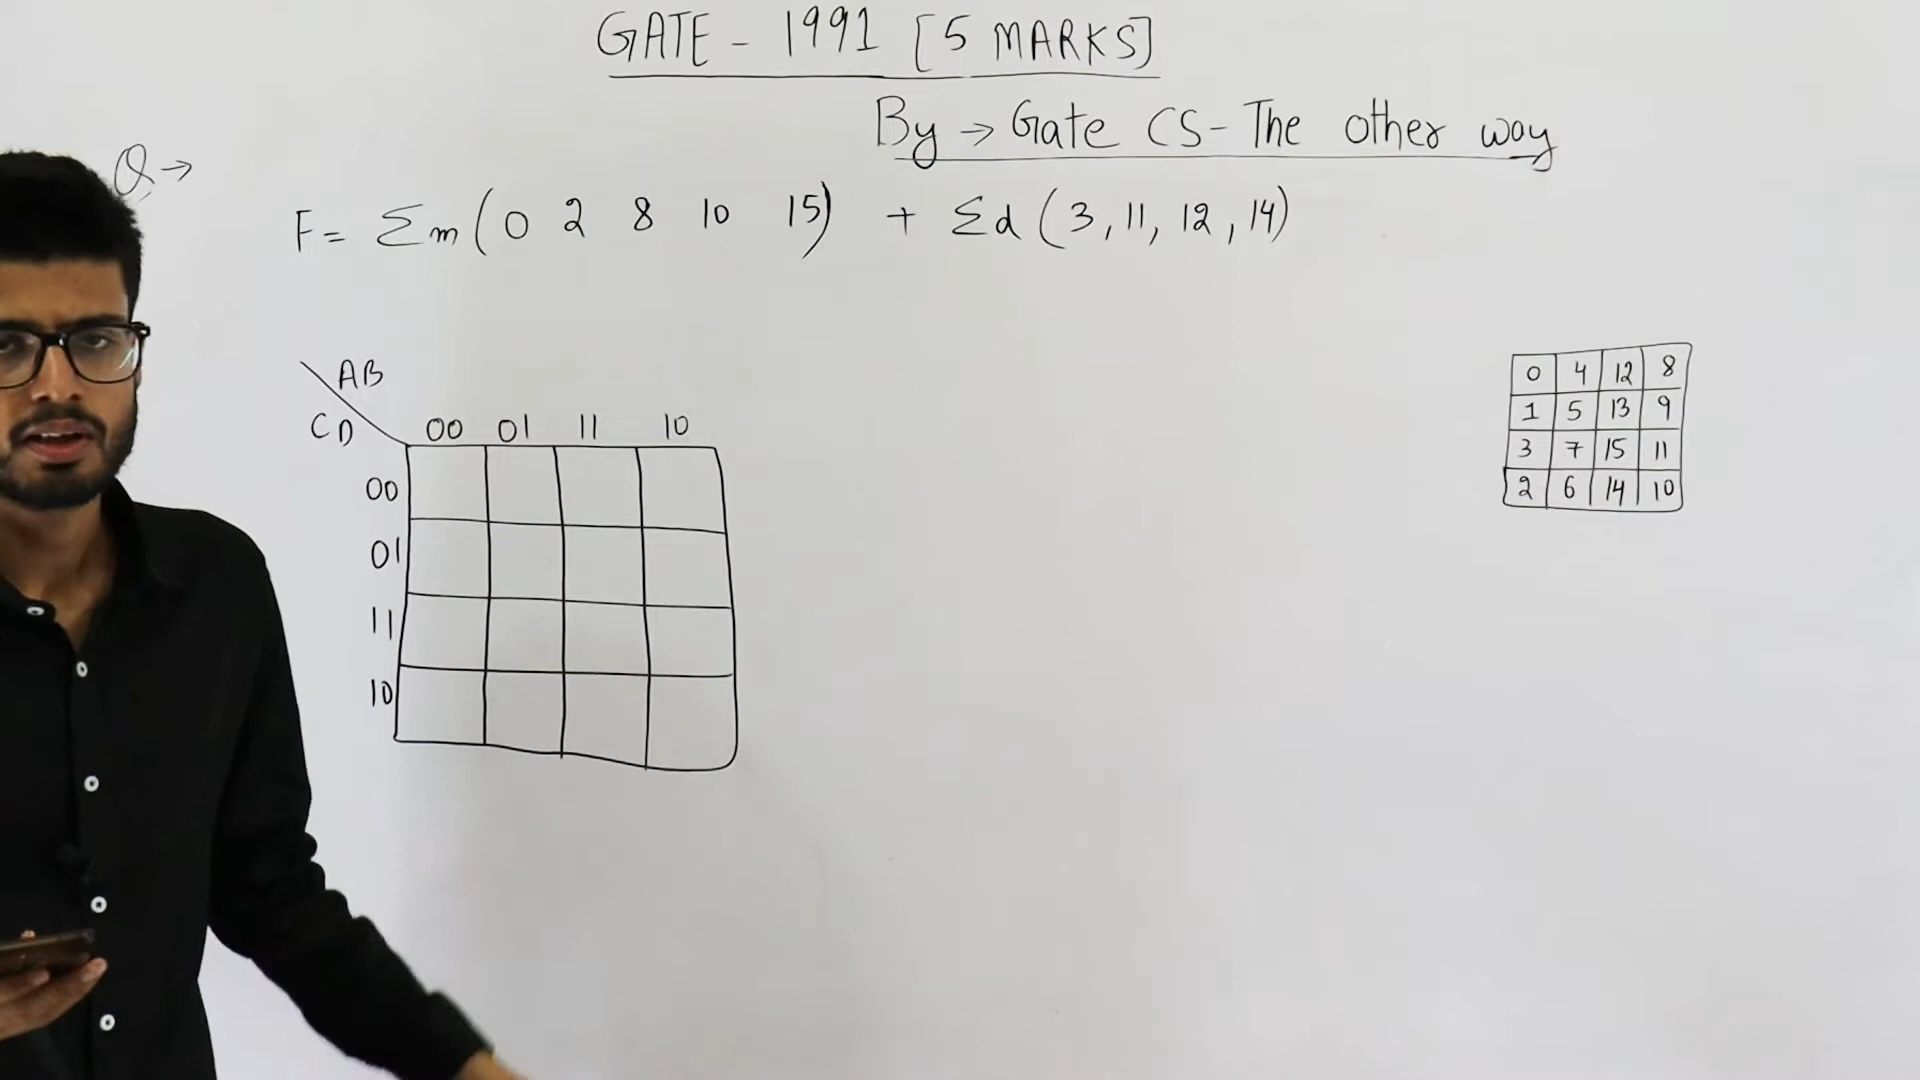 GATE - 1991 [5 MARKS]
By → Gate CS - The other way
Q →
F = Σm (0 2 8 10 15) + Σd (3, 11, 12, 14)
AB
CD
00 01 11 10
00
01
11
10
0 4 12 8
1 5 13 9
3 7 15 11
2 6 14 10